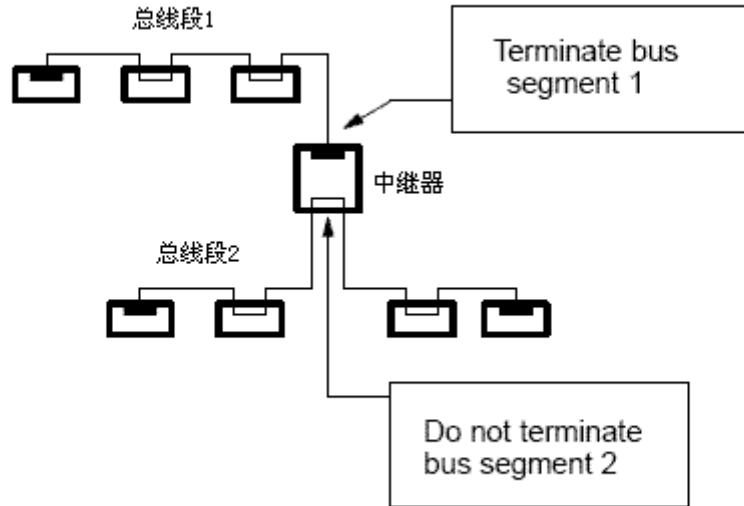 总线段1
Terminate bus
segment 1
中继器
总线段2
Do not terminate
bus segment 2